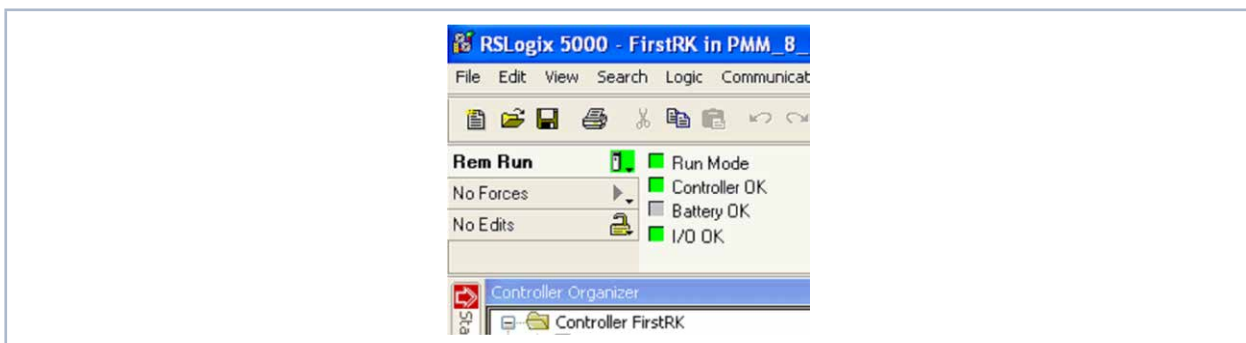 RSLogix 5000 - FirstRK in PMM_8_
File Edit View Search Logic Communicat
Rem Run
Run Mode
No Forces
Controller OK
Battery OK
No Edits
I/O OK
Controller Organizer
Sta
Controller FirstRK